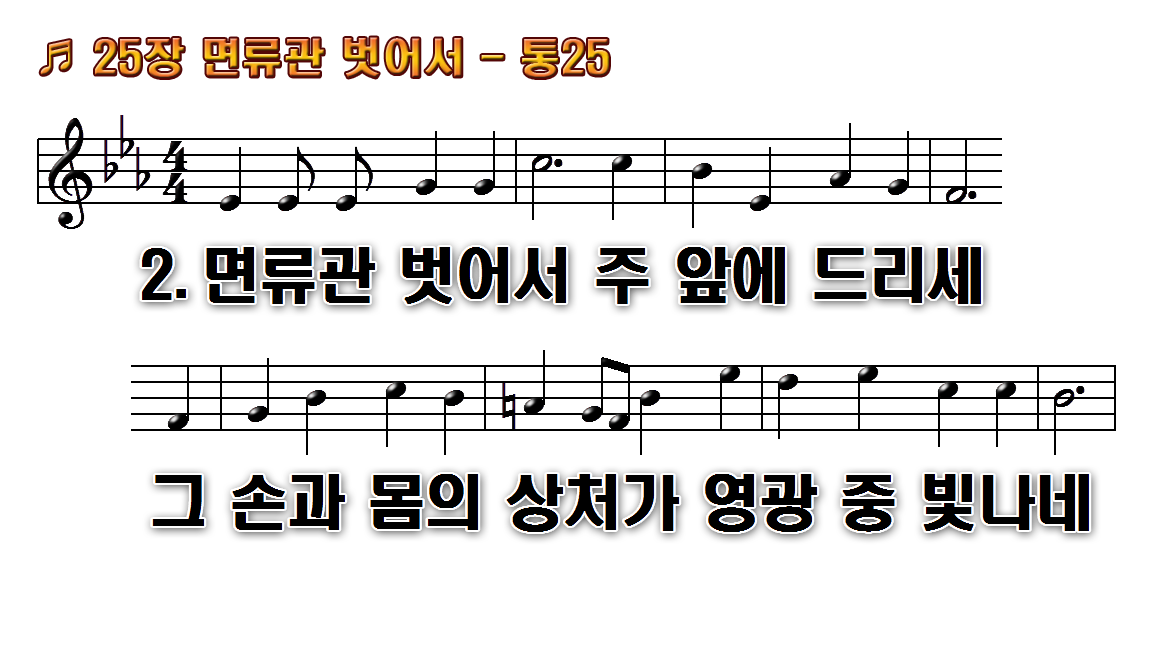 25장 면류관 벗어서 - 통25
4
4
2. 면류관 벗어서 주 앞에 드리세
그 손과 몸의 상처가 영광 중 빛나네